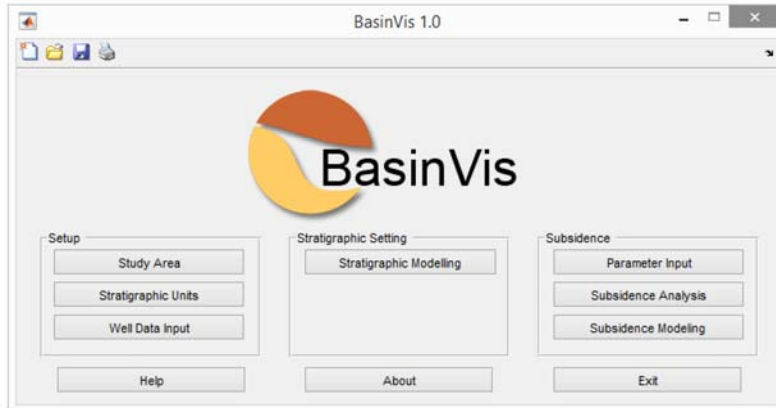 BasinVis 1.0
BasinVis
Setup
Study Area
Stratigraphic Units
Well Data Input
Stratigraphic Setting
Stratigraphic Modelling
Subsidence
Parameter Input
Subsidence Analysis
Subsidence Modeling
Help
About
Exit